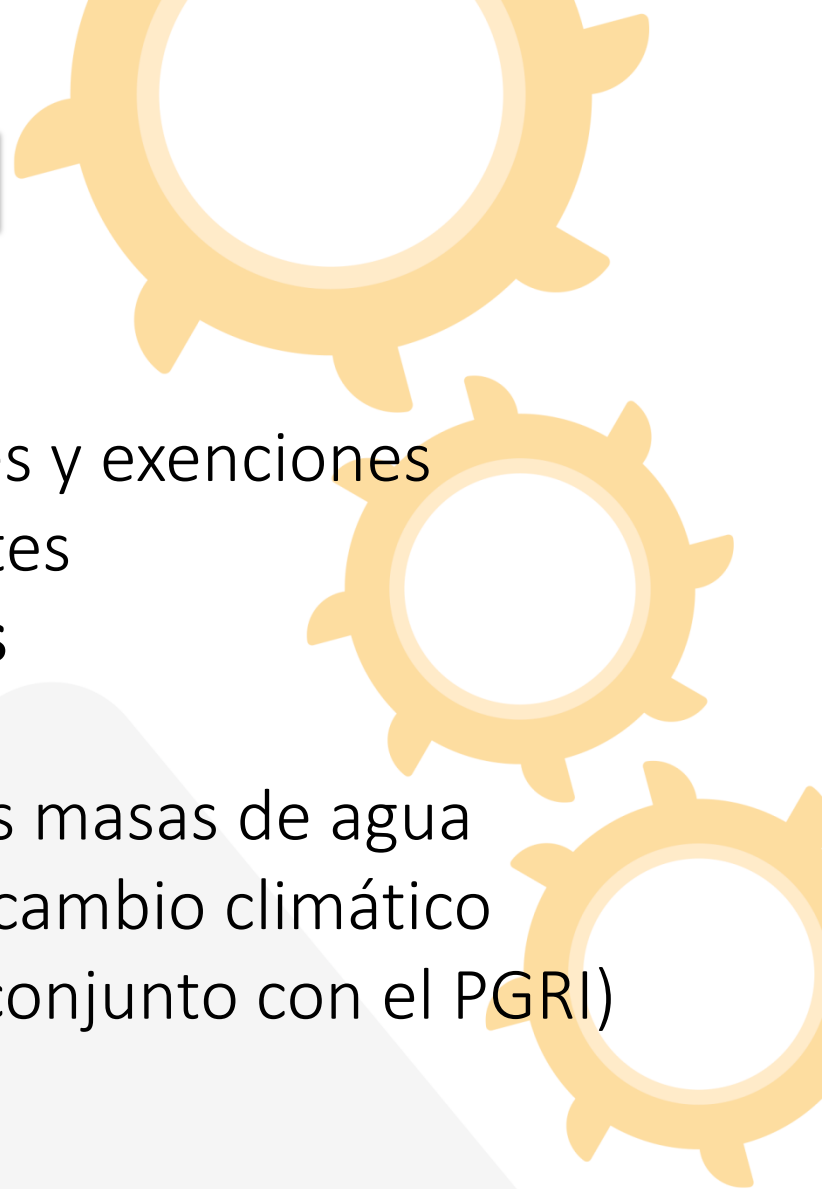 s y exenciones
tes
s
s masas de agua
cambio climático
conjunto con el PGRI)